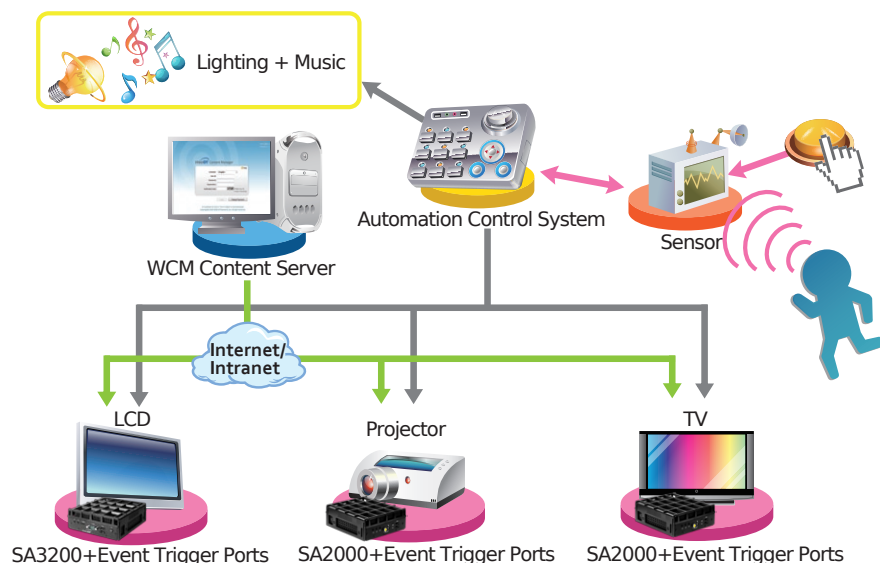 Lighting + Music
Automation Control System
Sensor
WCM Content Server
Internet/
Intranet
LCD
Projector
TV
SA3200+Event Trigger Ports
SA2000+Event Trigger Ports
SA2000+Event Trigger Ports